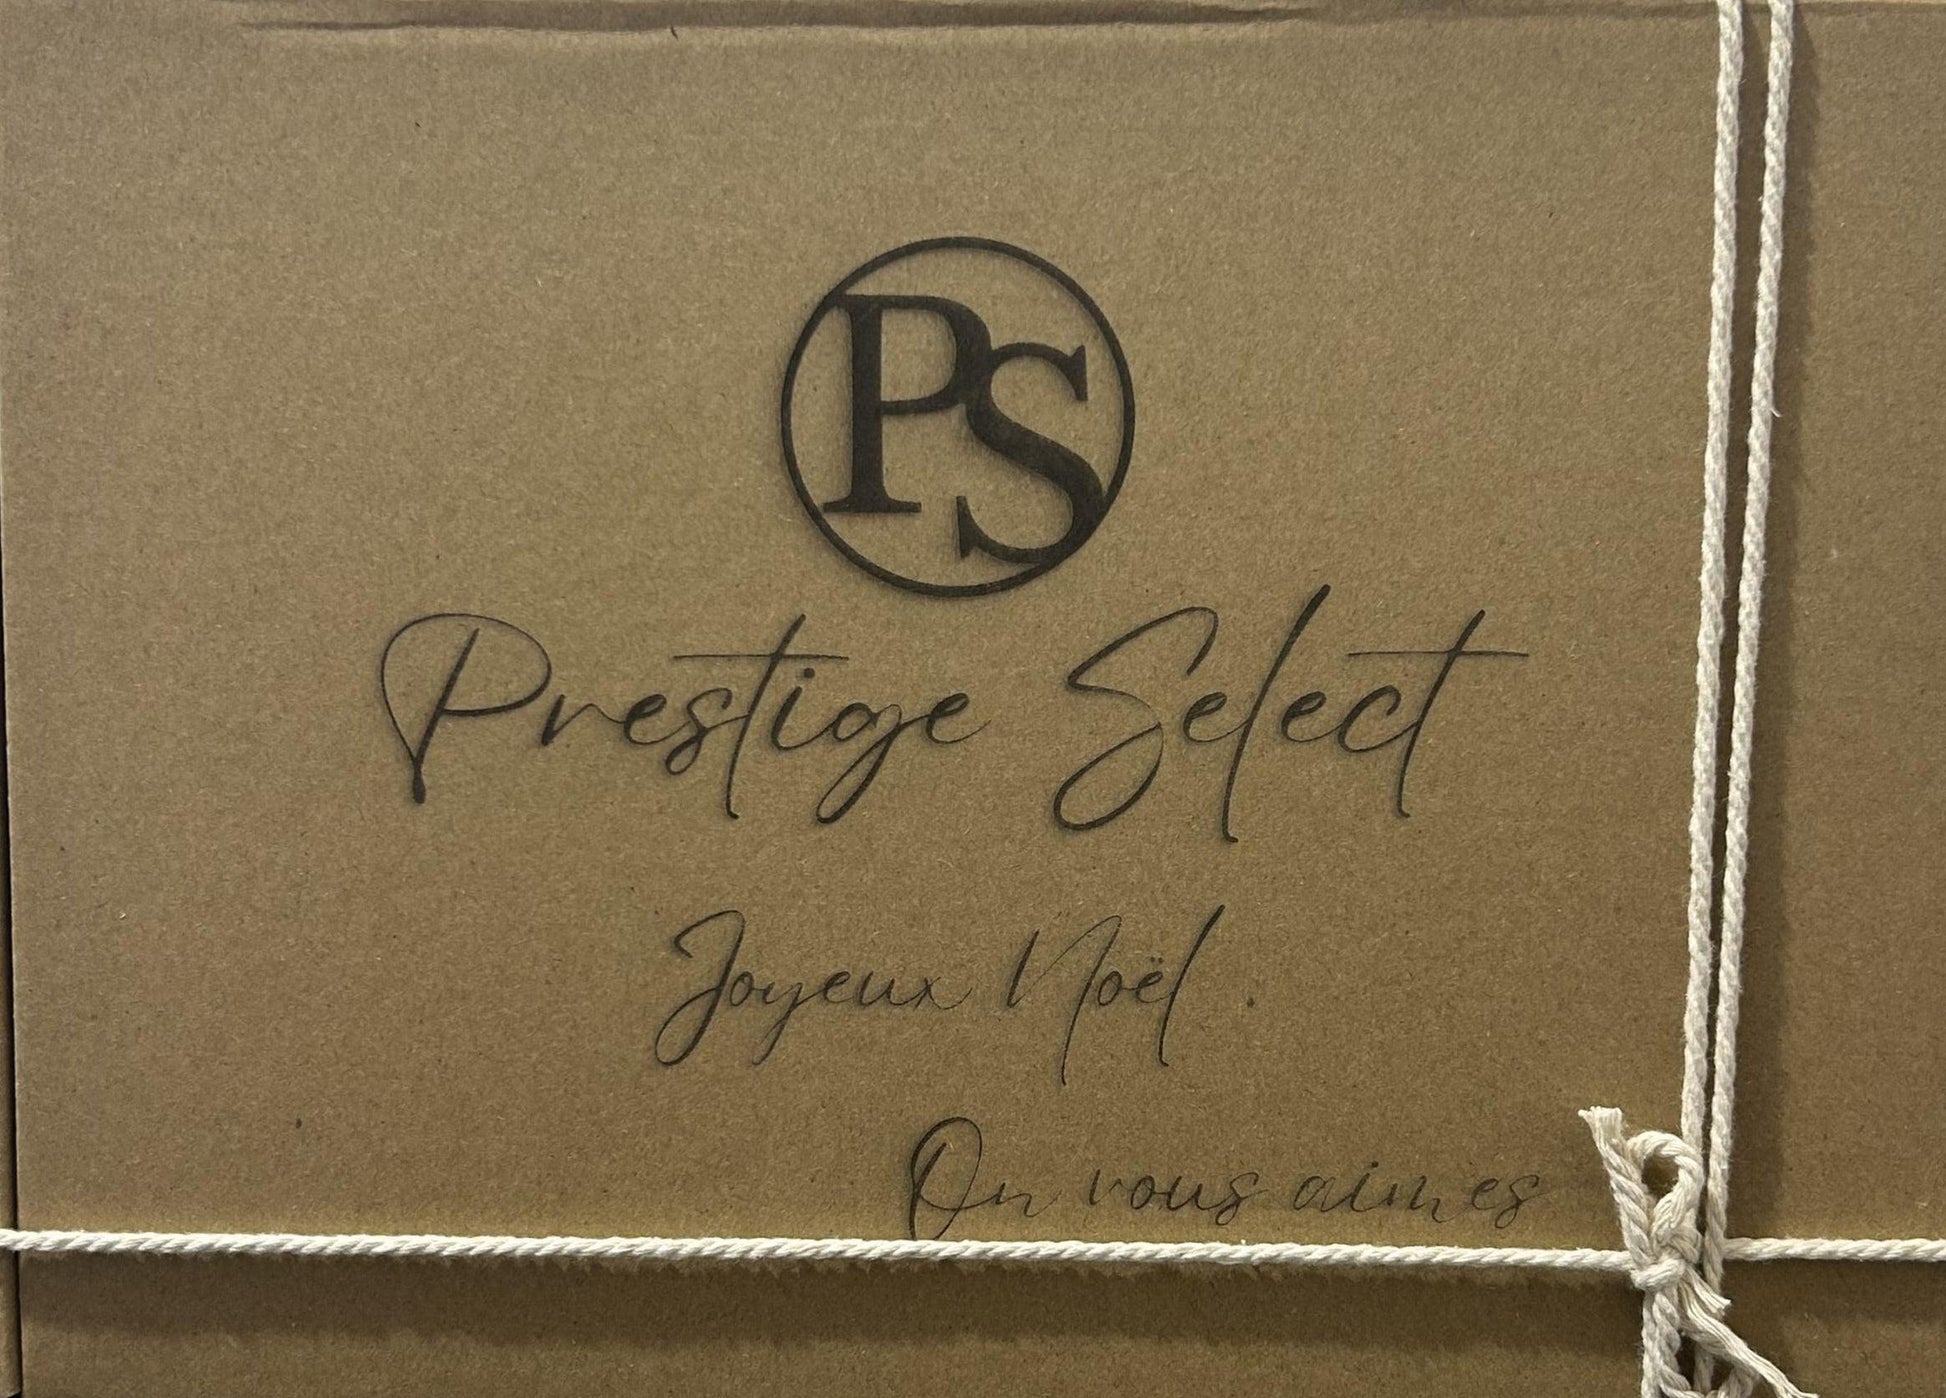 PS
Prestige Select
Joyeux Noël .
On vous aimes